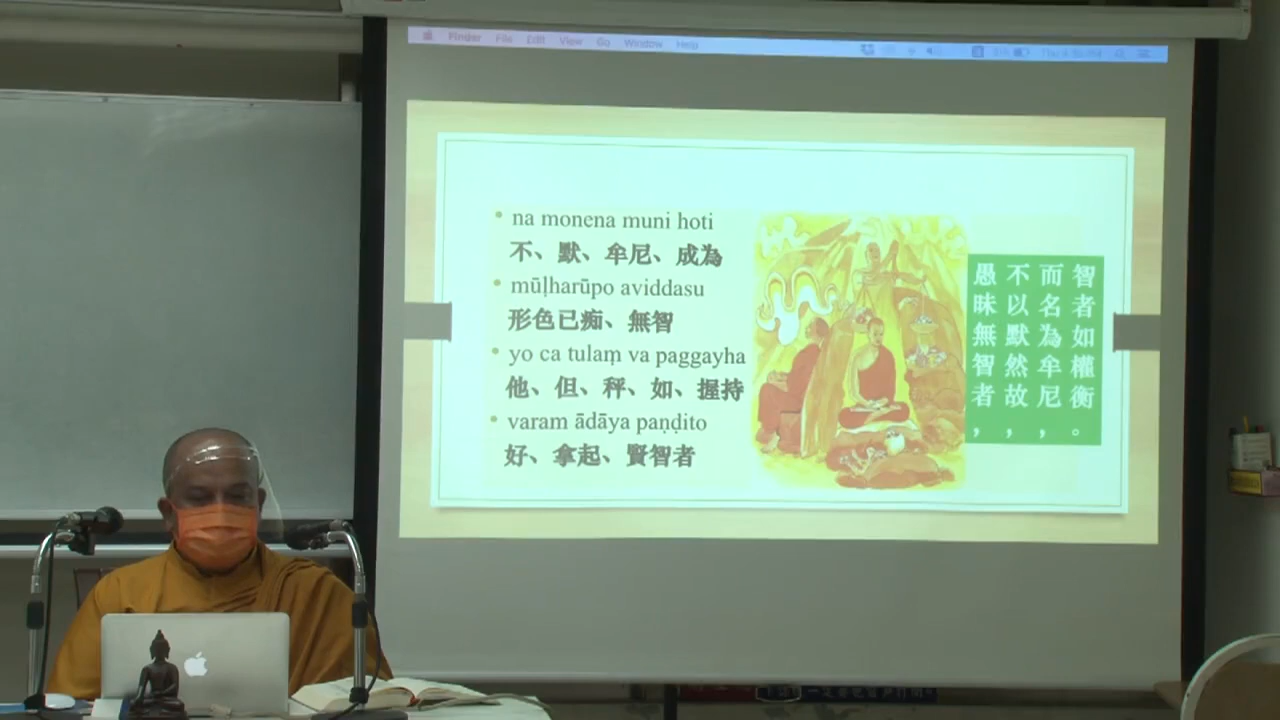 Finder File Edit View Go Window Help
• na monena muni hoti
不、默、牟尼、成為
• mūḷharūpo aviddasu
形色已痴、無智
• yo ca tulaṃ va paggayha
他、但、秤、如、握持
• varam ādāya paṇḍito
好、拿起、賢智者
智者如權衡。
而名為牟尼，
不以默然故，
愚昧無智者，